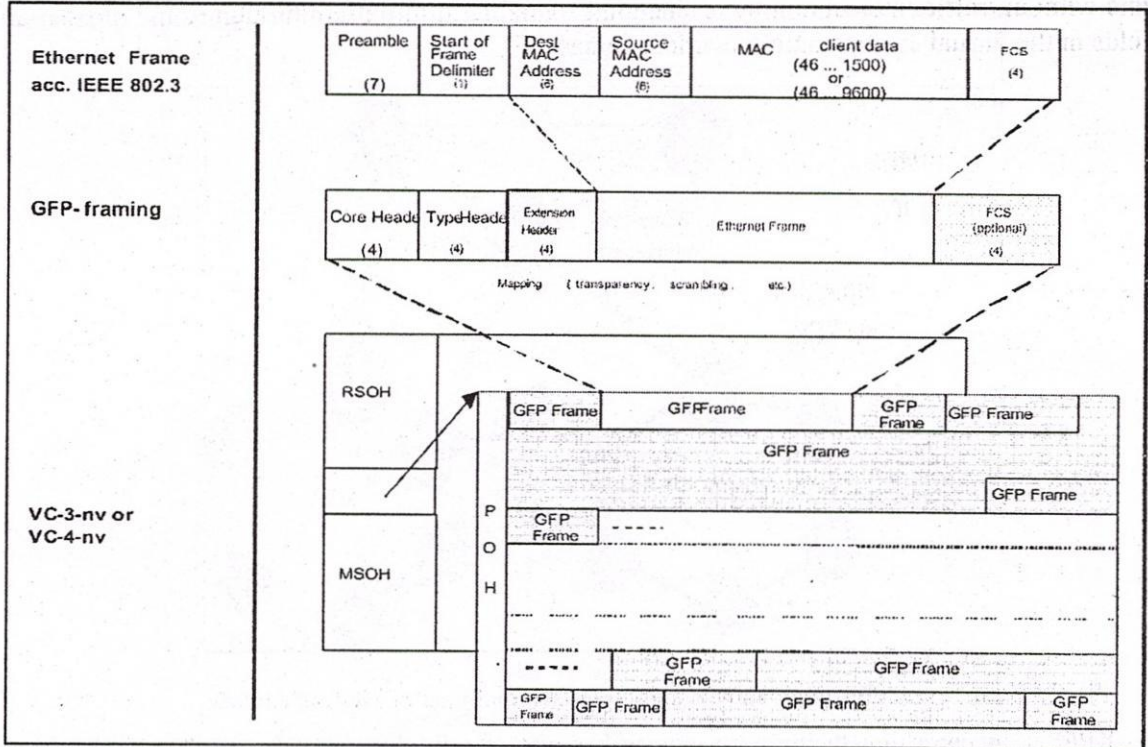 Ethernet Frame
acc. IEEE 802.3
Preamble
(7)
Start of
Frame
Delimiter
(1)
Dest
MAC
Address
(6)
Source
MAC
Address
(6)
MAC client data
(46 ... 1500)
or
(46 ... 9600)
FCS
(4)
GFP-framing
Core Heade
(4)
TypeHeade
(4)
Extension
Header
(4)
Ethernet Frame
FCS
(optional)
(4)
Mapping ( transparency, scrambling, etc.)
VC-3-nv or
VC-4-nv
RSOH
MSOH
P
O
H
GFP Frame
GFPFrame
GFP
Frame
GFP Frame
GFP Frame
GFP Frame
GFP
Frame
GFP
Frame
GFP Frame
GFP
Frame
GFP Frame
GFP Frame
GFP
Frame